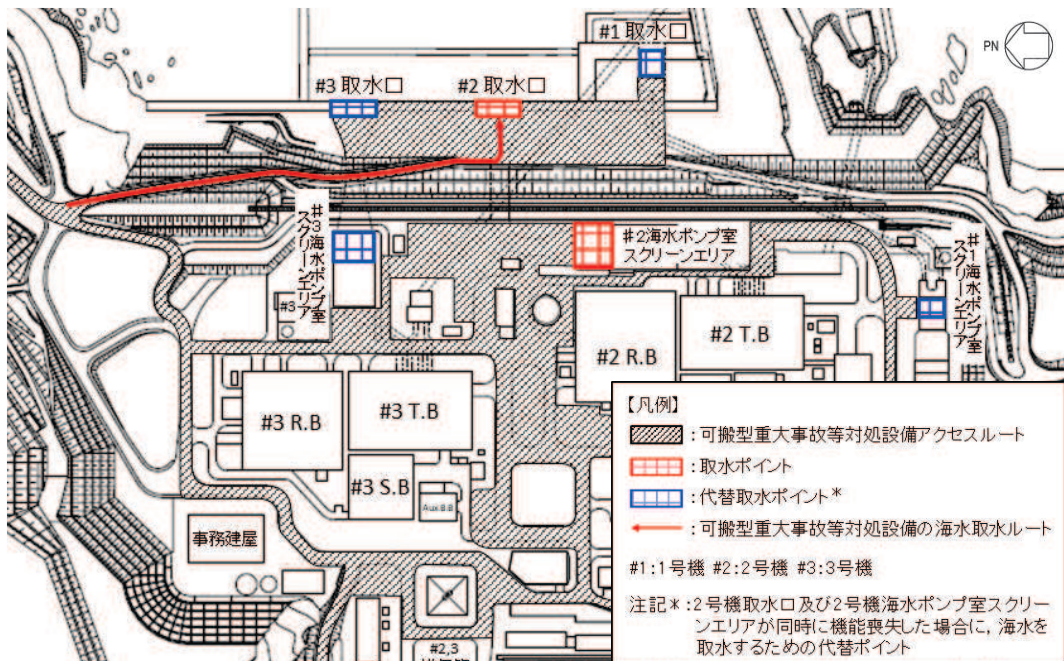 #1 取水口
PN
#3 取水口
#2 取水口
#3海水ポンプ室
スクリーンエリア
#2海水ポンプ室
スクリーンエリア
#1海水ポンプ室
スクリーンエリア
#3
#2 R.B
#2 T.B
#3 R.B
#3 T.B
#3 S.B
Aux.B.B
事務建屋
#2,3
【凡例】
:可搬型重大事故等対処設備アクセスルート
:取水ポイント
:代替取水ポイント*
:可搬型重大事故等対処設備の海水取水ルート
#1:1号機 #2:2号機 #3:3号機
注記*:2号機取水口及び2号機海水ポンプ室スクリー
ンエリアが同時に機能喪失した場合に，海水を
取水するための代替ポイント